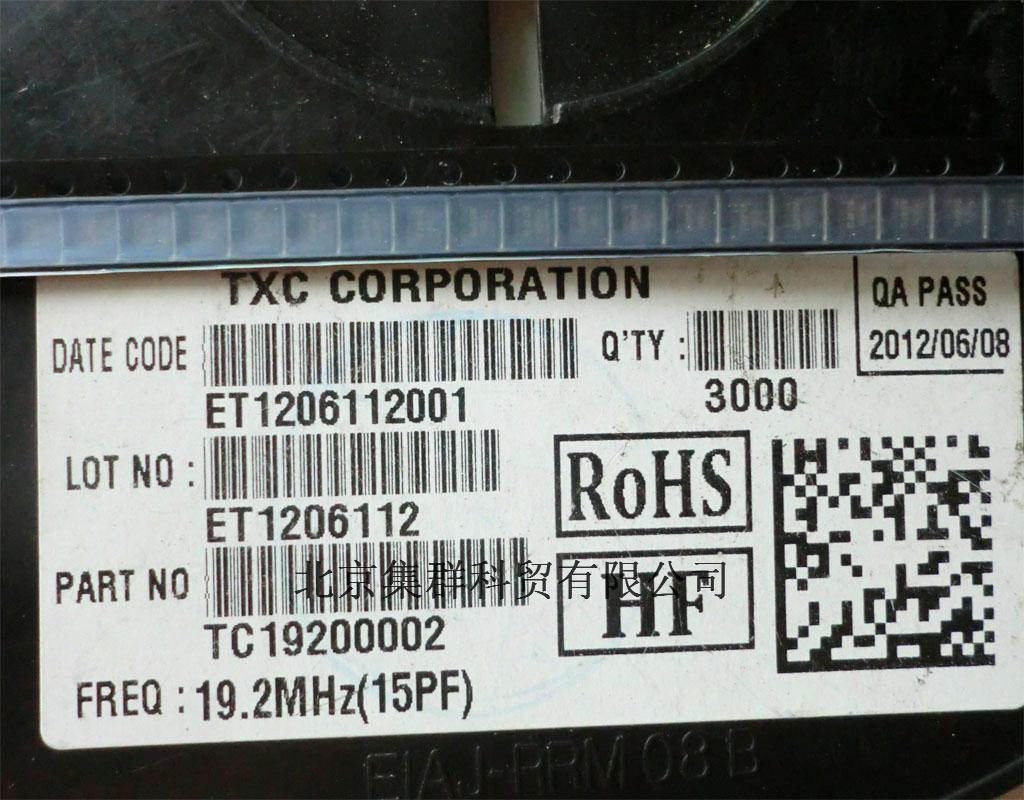 TXC CORPORATION
QA PASS
2012/06/08
DATE CODE
Q'TY :
ET1206112001
3000
LOT NO :
ET1206112
RoHS
PART NO
TC19200002
HF
北京集群科贸有限公司
FREQ : 19.2MHz(15PF)
EIAJ-RRM 08 B